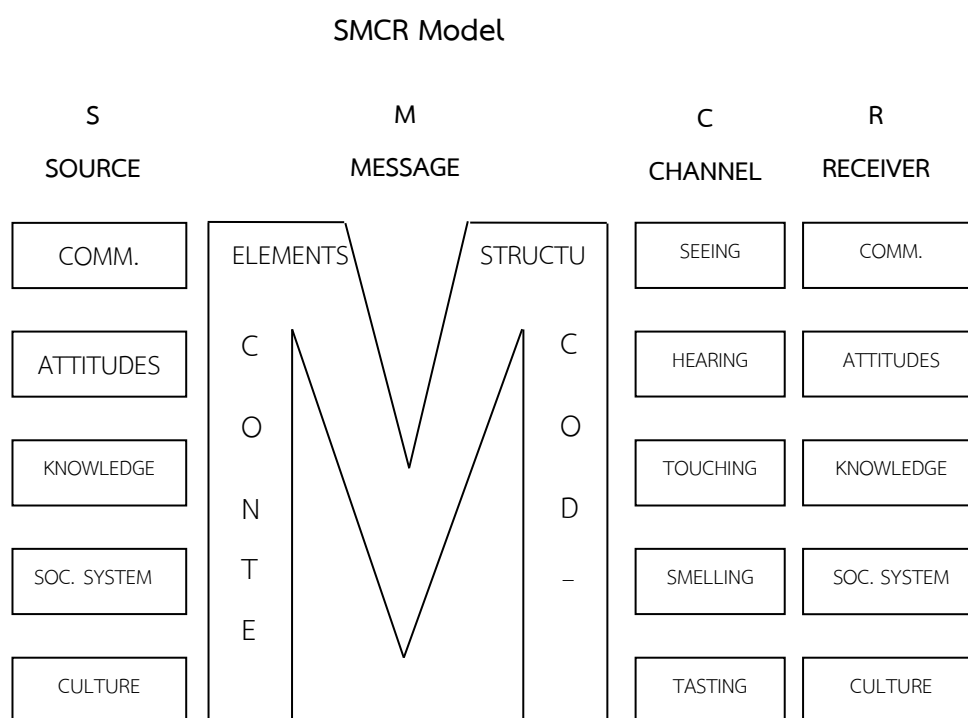 SMCR Model
S
SOURCE
COMM.
ATTITUDES
KNOWLEDGE
SOC. SYSTEM
CULTURE
M
MESSAGE
ELEMENTS
STRUCTU
C
O
N
T
E
C
O
D
–
C
CHANNEL
SEEING
HEARING
TOUCHING
SMELLING
TASTING
R
RECEIVER
COMM.
ATTITUDES
KNOWLEDGE
SOC. SYSTEM
CULTURE